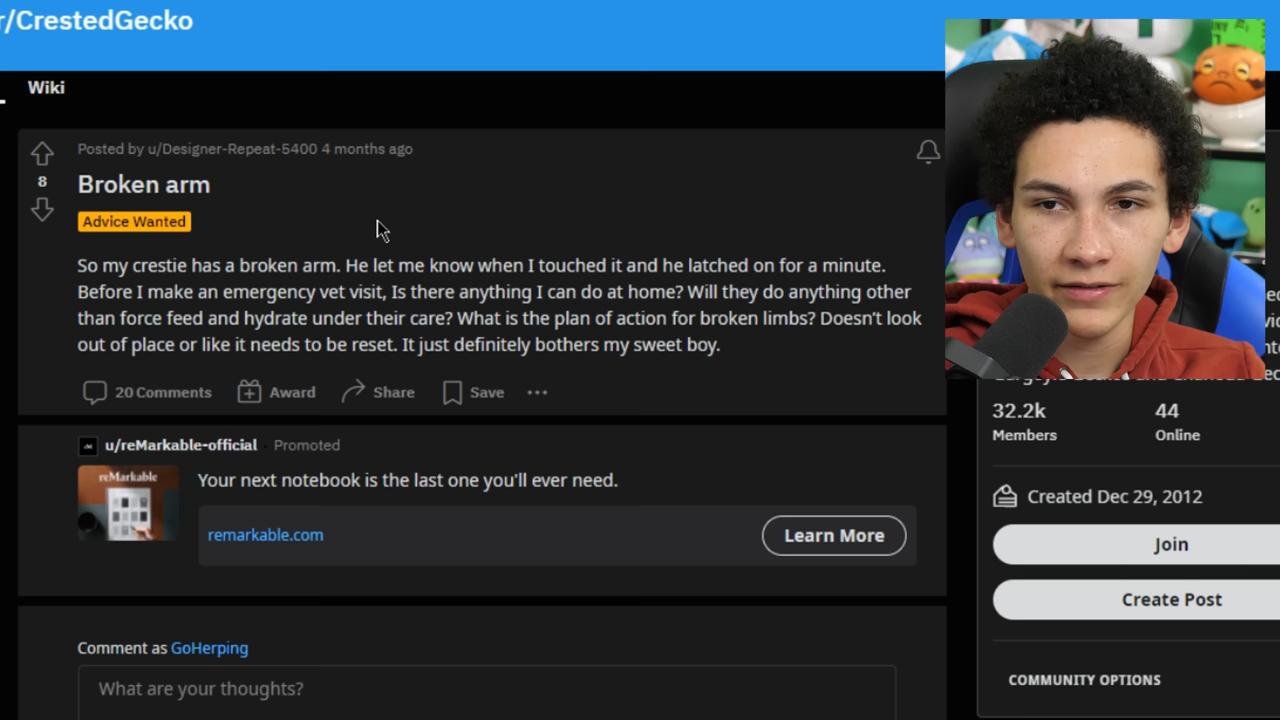 r/CrestedGecko
Wiki
Posted by u/Designer-Repeat-5400 4 months ago
8
Broken arm
Advice Wanted
So my crestie has a broken arm. He let me know when I touched it and he latched on for a minute.
Before I make an emergency vet visit, Is there anything I can do at home? Will they do anything other
than force feed and hydrate under their care? What is the plan of action for broken limbs? Doesn’t look
out of place or like it needs to be reset. It just definitely bothers my sweet boy.
20 Comments Award Share Save
u/reMarkable-official · Promoted
reMarkable
Your next notebook is the last one you'll ever need.
remarkable.com
Learn More
Comment as GoHerping
What are your thoughts?
32.2k 44
Members Online
Created Dec 29, 2012
Join
Create Post
COMMUNITY OPTIONS